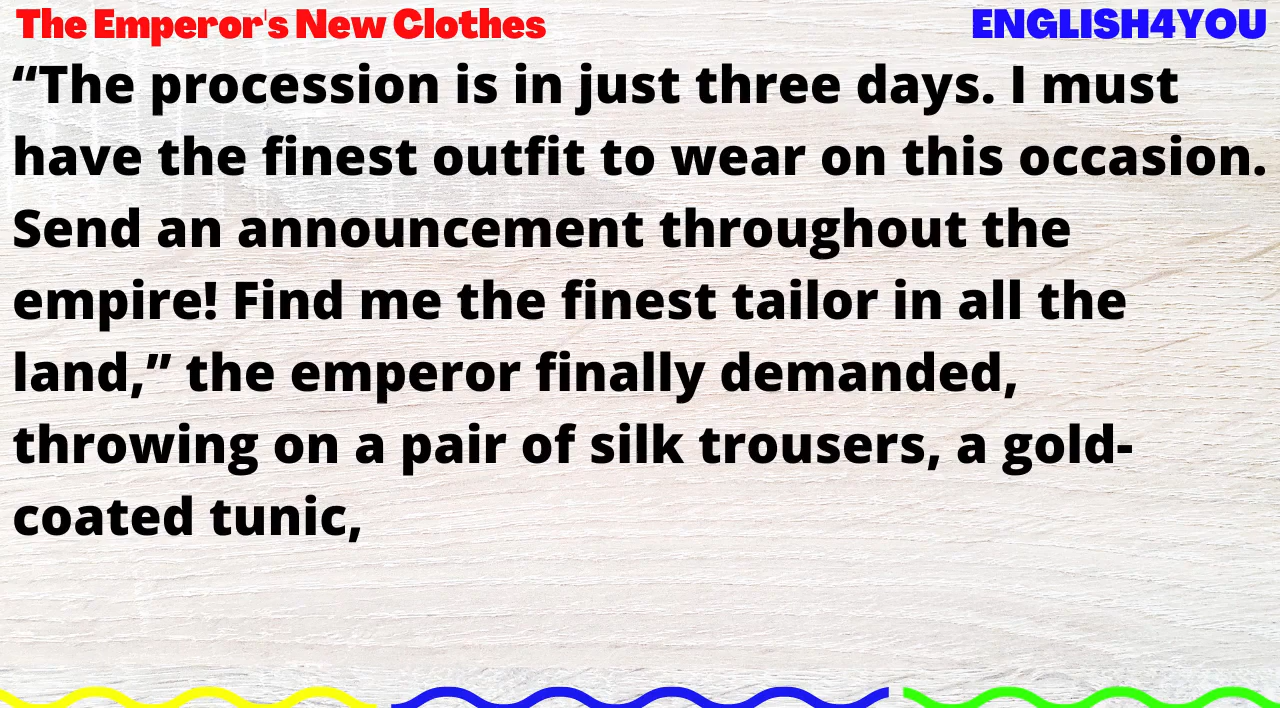 The Emperor's New Clothes
ENGLISH4YOU
“The procession is in just three days. I must
have the finest outfit to wear on this occasion.
Send an announcement throughout the
empire! Find me the finest tailor in all the
land,” the emperor finally demanded,
throwing on a pair of silk trousers, a gold-
coated tunic,